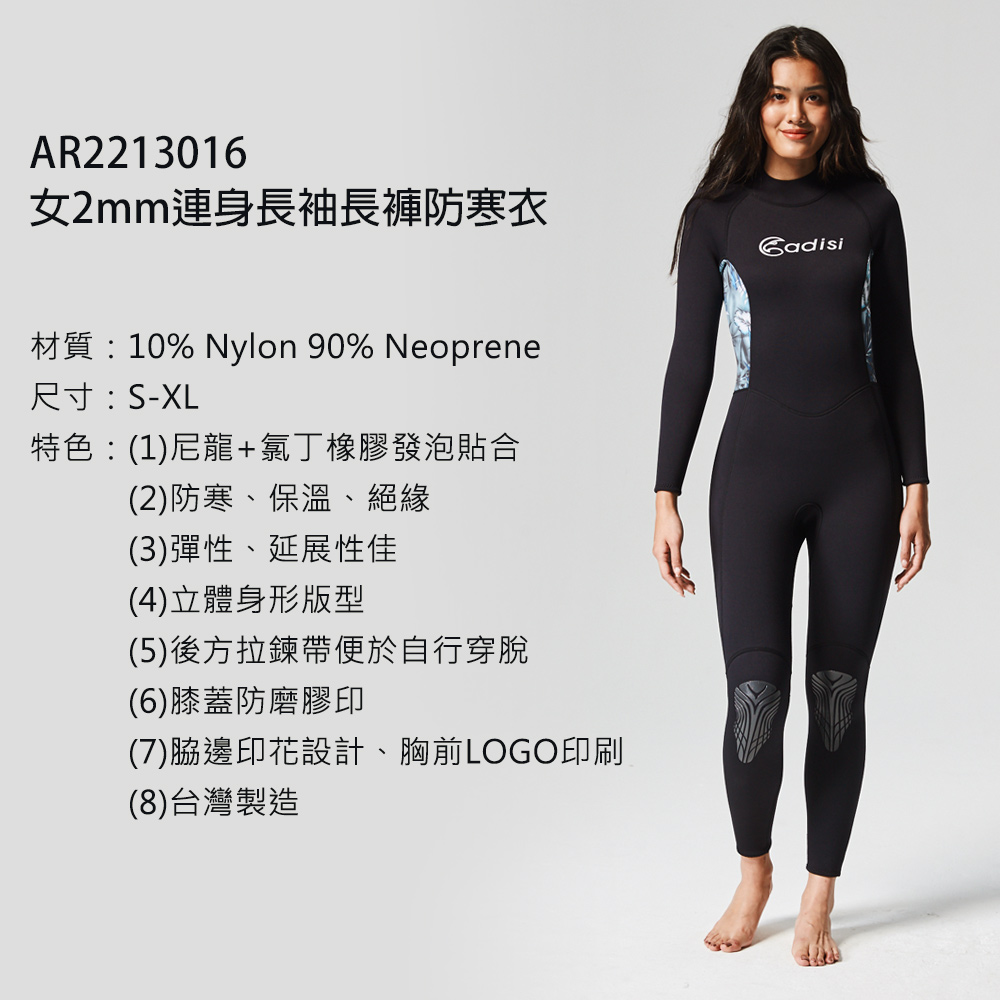 AR2213016
女2mm連身長袖長褲防寒衣
adisi
材質：10% Nylon 90% Neoprene
尺寸：S-XL
特色：(1)尼龍+氯丁橡膠發泡貼合
(2)防寒、保溫、絕緣
(3)彈性、延展性佳
(4)立體身形版型
(5)後方拉鍊帶便於自行穿脫
(6)膝蓋防磨膠印
(7)脇邊印花設計、胸前LOGO印刷
(8)台灣製造